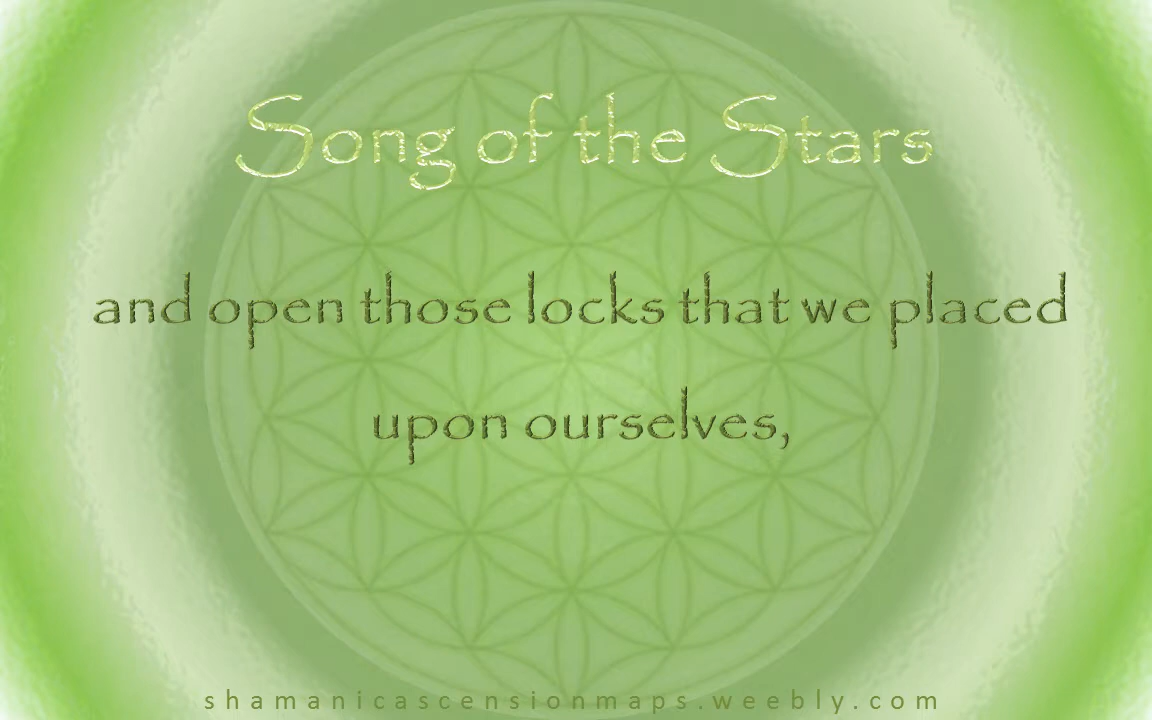 Song of the Stars
and open those locks that we placed
upon ourselves,
shamanicascensionmaps.weebly.com